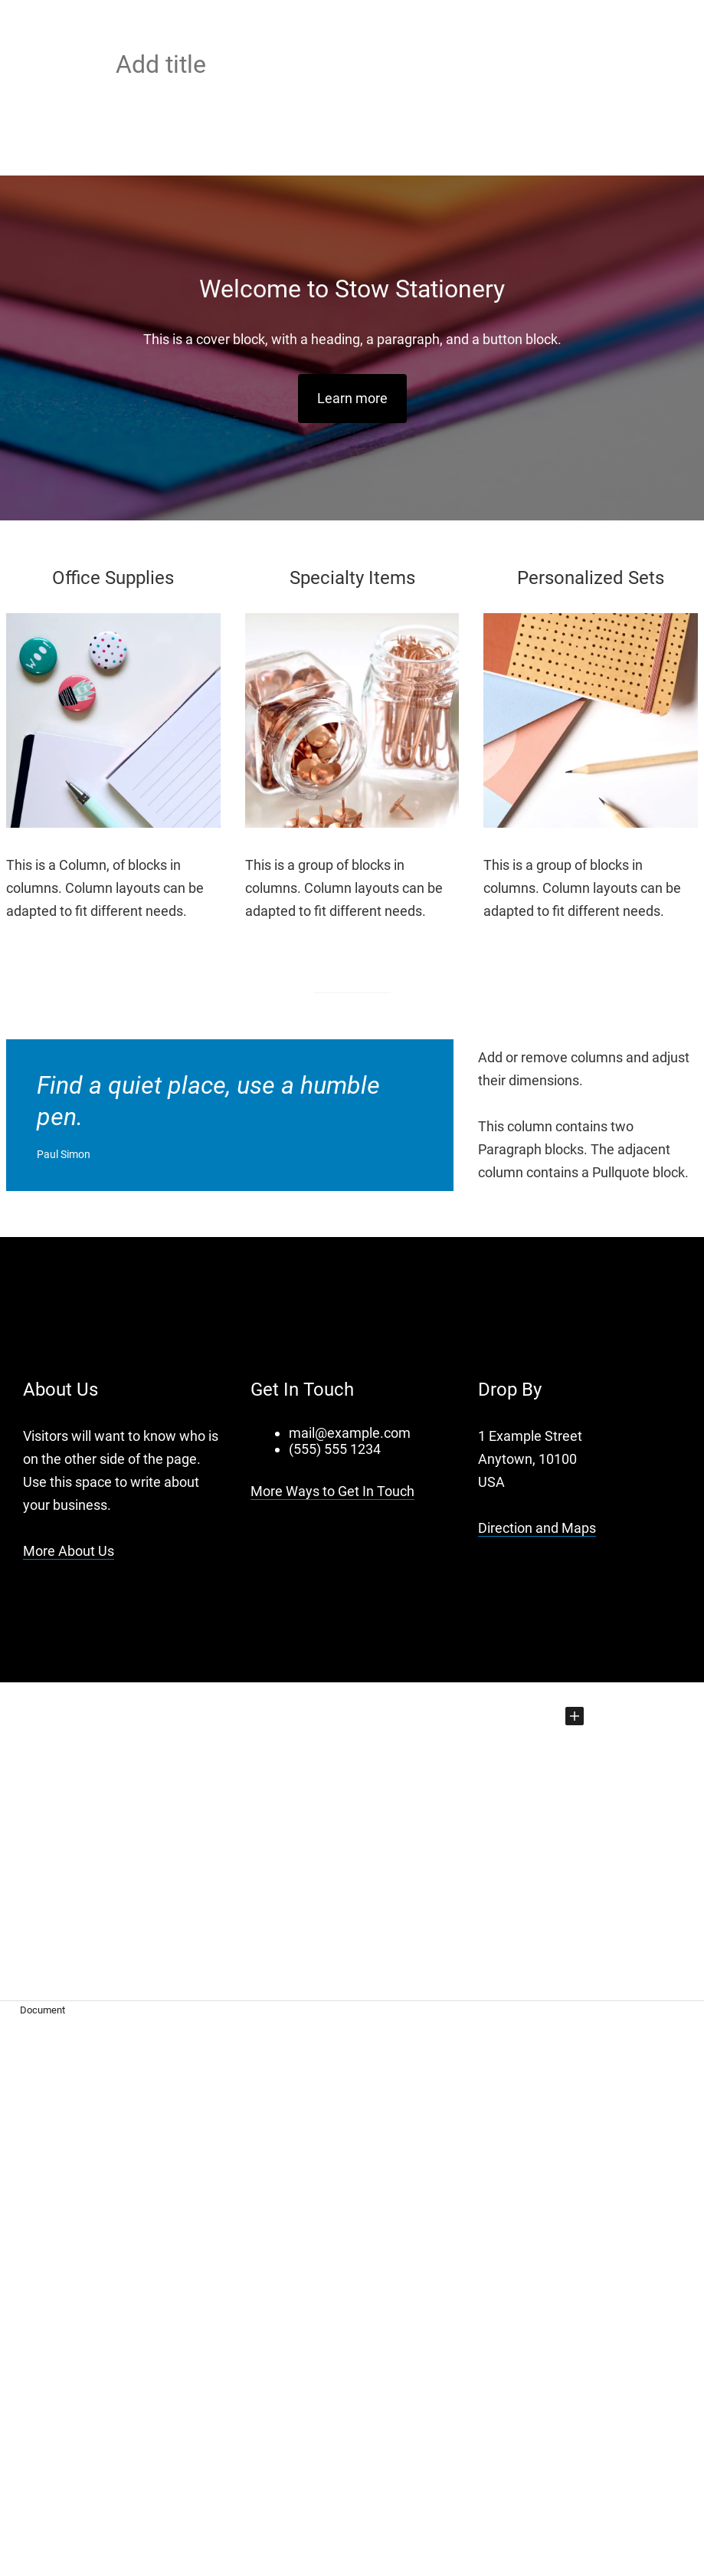 Add title
Welcome to Stow Stationery
This is a cover block, with a heading, a paragraph, and a button block.
Learn more
Office Supplies
Specialty Items
Personalized Sets
WOO
This is a Column, of blocks in
columns. Column layouts can be
adapted to fit different needs.
This is a group of blocks in
columns. Column layouts can be
adapted to fit different needs.
This is a group of blocks in
columns. Column layouts can be
adapted to fit different needs.
Find a quiet place, use a humble
pen.
Paul Simon
Add or remove columns and adjust
their dimensions.
This column contains two
Paragraph blocks. The adjacent
column contains a Pullquote block.
About Us
Visitors will want to know who is
on the other side of the page.
Use this space to write about
your business.
More About Us
Get In Touch
mail@example.com
(555) 555 1234
More Ways to Get In Touch
Drop By
1 Example Street
Anytown, 10100
USA
Direction and Maps
Document